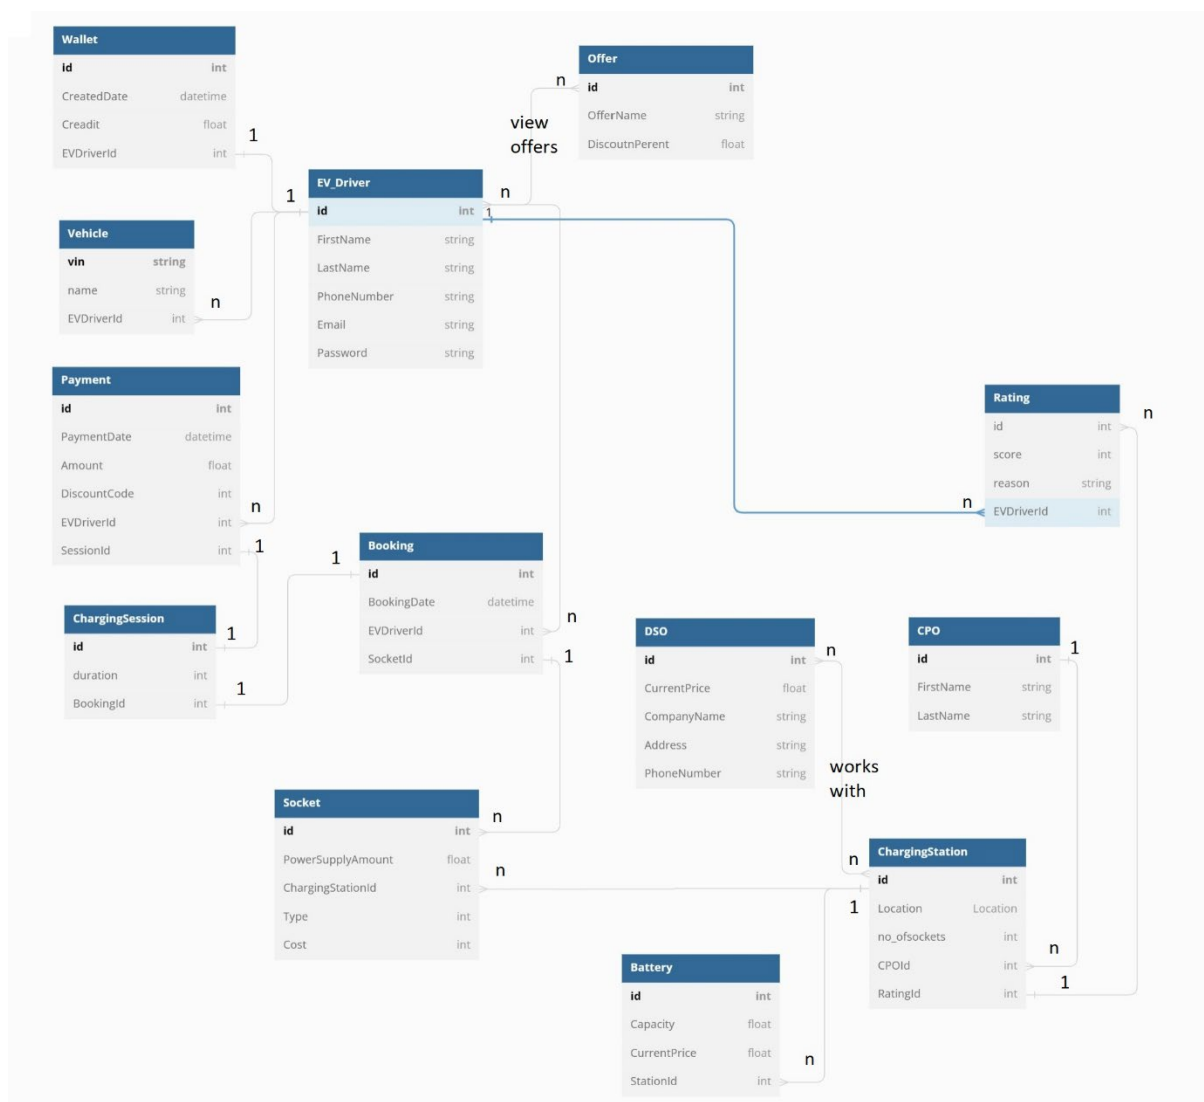 Wallet
id int
CreatedDate datetime
Creadit float
EVDriverId int
1
Offer
id int
OfferName string
DiscoutnPerent float
n
view
offers
n
EV_Driver
id int
FirstName string
LastName string
PhoneNumber string
Email string
Password string
1
1
Vehicle
vin string
name string
EVDriverId int
n
Payment
id int
PaymentDate datetime
Amount float
DiscountCode int
EVDriverId int
SessionId int
n
1
Rating
id int
score int
reason string
EVDriverId int
n
n
Booking
id int
BookingDate datetime
EVDriverId int
SocketId int
1
n
1
ChargingSession
id int
duration int
BookingId int
1
1
DSO
id int
CurrentPrice float
CompanyName string
Address string
PhoneNumber string
n
works
with
n
CPO
id int
FirstName string
LastName string
1
Socket
id int
PowerSupplyAmount float
ChargingStationId int
Type int
Cost int
n
n
ChargingStation
id int
Location Location
no_ofsockets int
CPOId int
RatingId int
1
n
1
Battery
id int
Capacity float
CurrentPrice float
StationId int
n